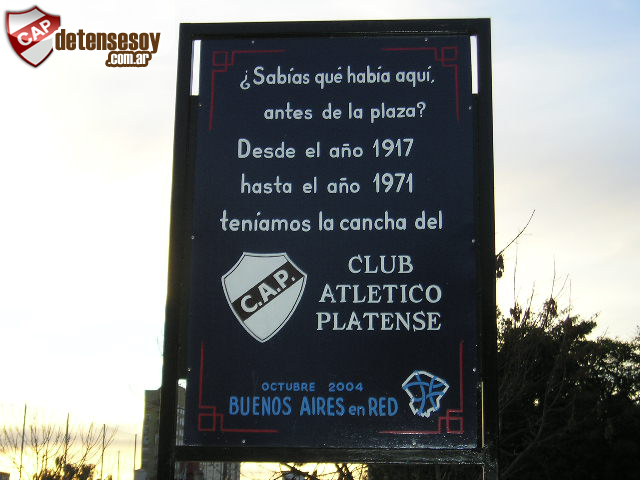 CAP
detensesoy
.com.ar
¿Sabías qué había aquí,
antes de la plaza?
Desde el año 1917
hasta el año 1971
teníamos la cancha del
C.A.P.
CLUB
ATLETICO
PLATENSE
OCTUBRE 2004
BUENOS AIRES en RED